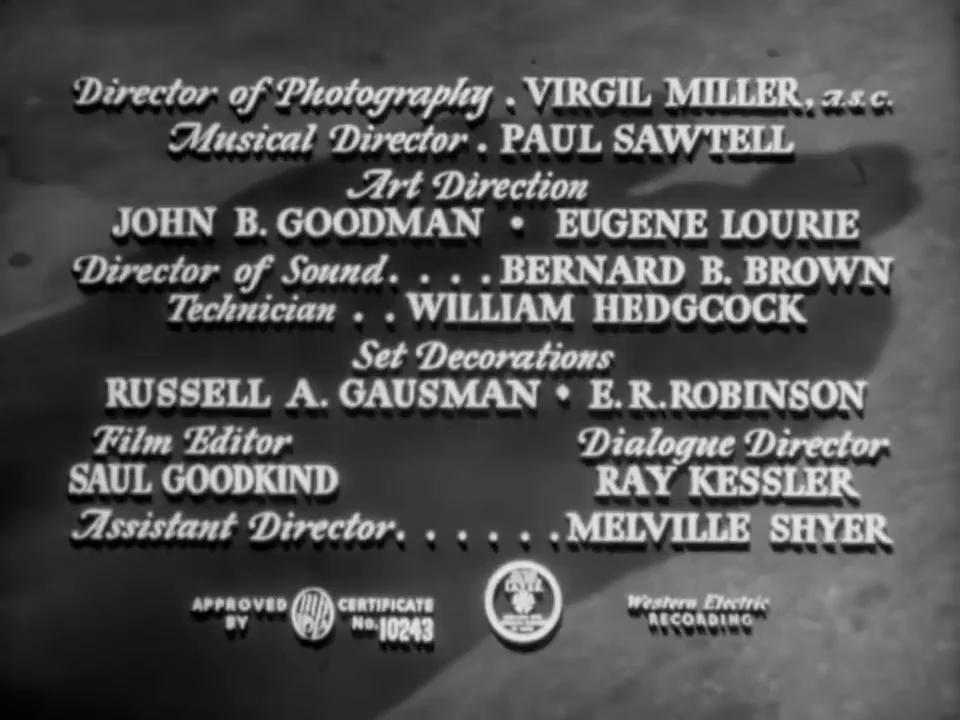 Director of Photography . VIRGIL MILLER, A.S.C.
Musical Director . PAUL SAWTELL
Art Direction
JOHN B. GOODMAN • EUGENE LOURIE
Director of Sound . . . . BERNARD B. BROWN
Technician . . WILLIAM HEDGCOCK
Set Decorations
RUSSELL A. GAUSMAN • E. R. ROBINSON
Film Editor Dialogue Director
SAUL GOODKIND RAY KESSLER
Assistant Director . . . . . . MELVILLE SHYER
APPROVED BY CERTIFICATE No. 10243
Western Electric
RECORDING